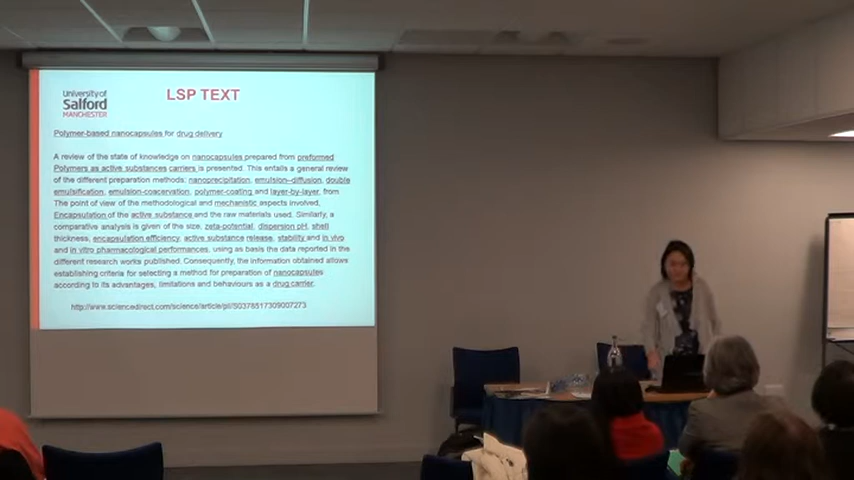 University of
Salford
MANCHESTER
LSP TEXT
Polymer-based nanocapsules for drug delivery
A review of the state of knowledge on nanocapsules prepared from preformed
Polymers as active substances carriers is presented. This entails a general review
of the different preparation methods: nanoprecipitation, emulsion–diffusion, double
emulsification, emulsion-coacervation, polymer-coating and layer-by-layer, from
The point of view of the methodological and mechanistic aspects involved,
Encapsulation of the active substance and the raw materials used. Similarly, a
comparative analysis is given of the size, zeta-potential, dispersion pH, shell
thickness, encapsulation efficiency, active substance release, stability and in vivo
and in vitro pharmacological performances, using as basis the data reported in the
different research works published. Consequently, the information obtained allows
establishing criteria for selecting a method for preparation of nanocapsules
according to its advantages, limitations and behaviours as a drug carrier.
http://www.sciencedirect.com/science/article/pii/S0378517309007273